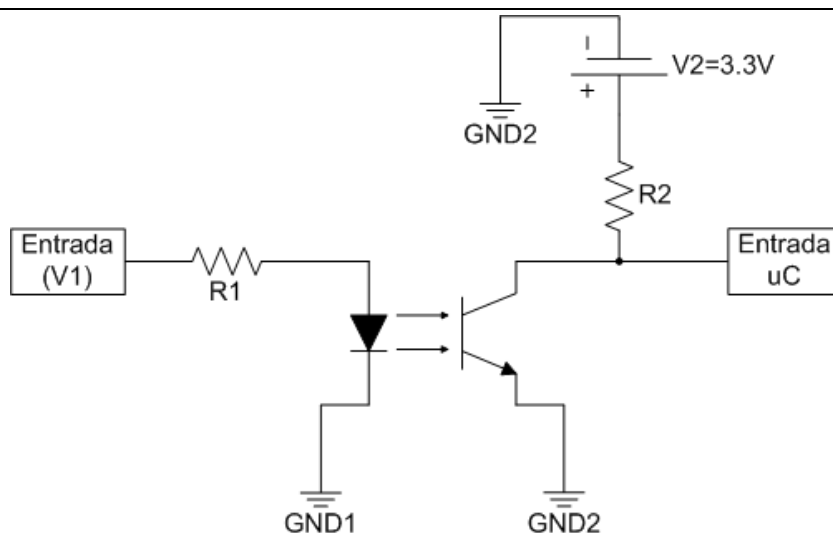 V2=3.3V
GND2
R2
Entrada
(V1)
R1
Entrada
uC
GND1
GND2